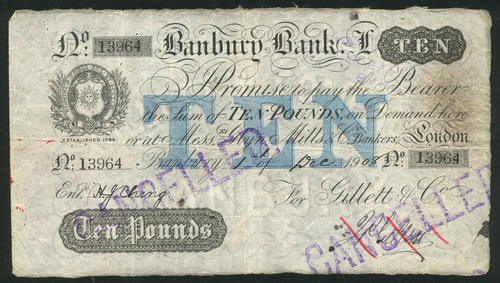 No. 13964 Banbury Bank. £ TEN
I Promise to pay the Bearer
the Sum of TEN POUNDS, on Demand here
or at Messrs. Glyn, Mills, & Co. Bankers, London
ESTABLISHED 1784
TEN
No. 13964 Banbury 1st Dec 1908 No. 13964
Entd. For Gillett & Co.
Ten Pounds
CANCELLED
CANCELLED